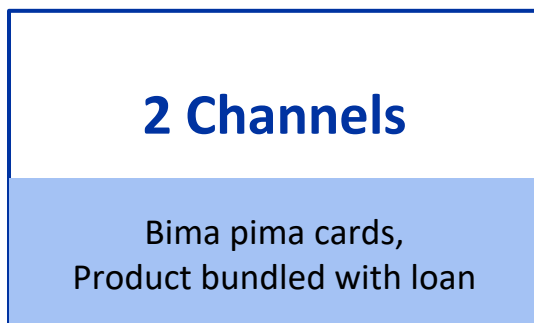 2 Channels
Bima pima cards,
Product bundled with loan